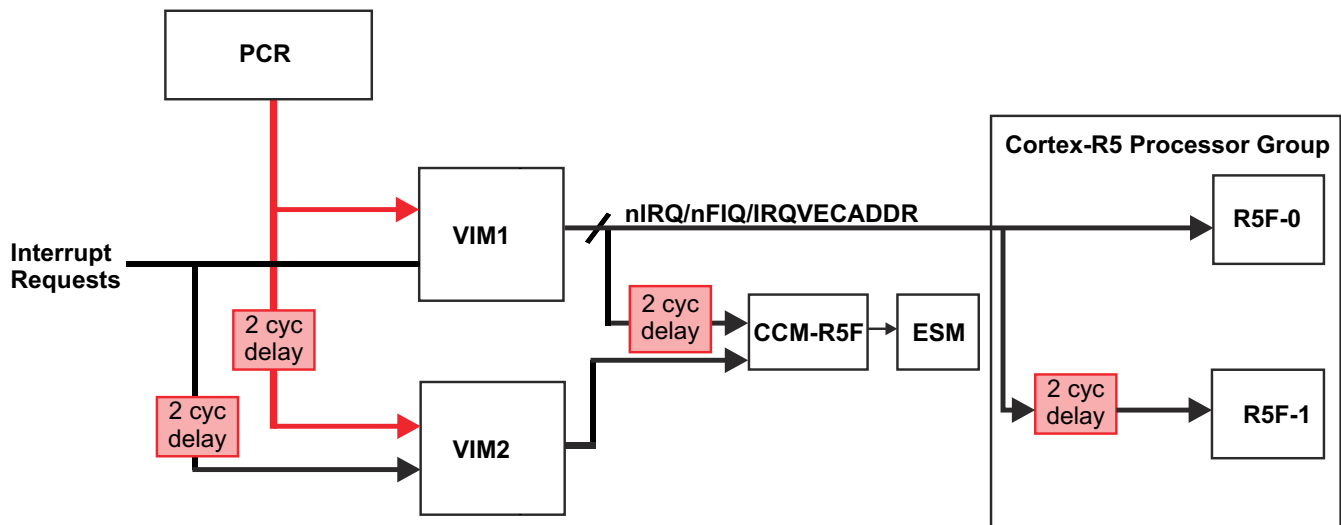 PCR
Cortex-R5 Processor Group
nIRQ/nFIQ/IRQVECADDR
R5F-0
VIM1
Interrupt
Requests
2 cyc
delay
2 cyc
delay
CCM-R5F
ESM
2 cyc
delay
VIM2
2 cyc
delay
R5F-1